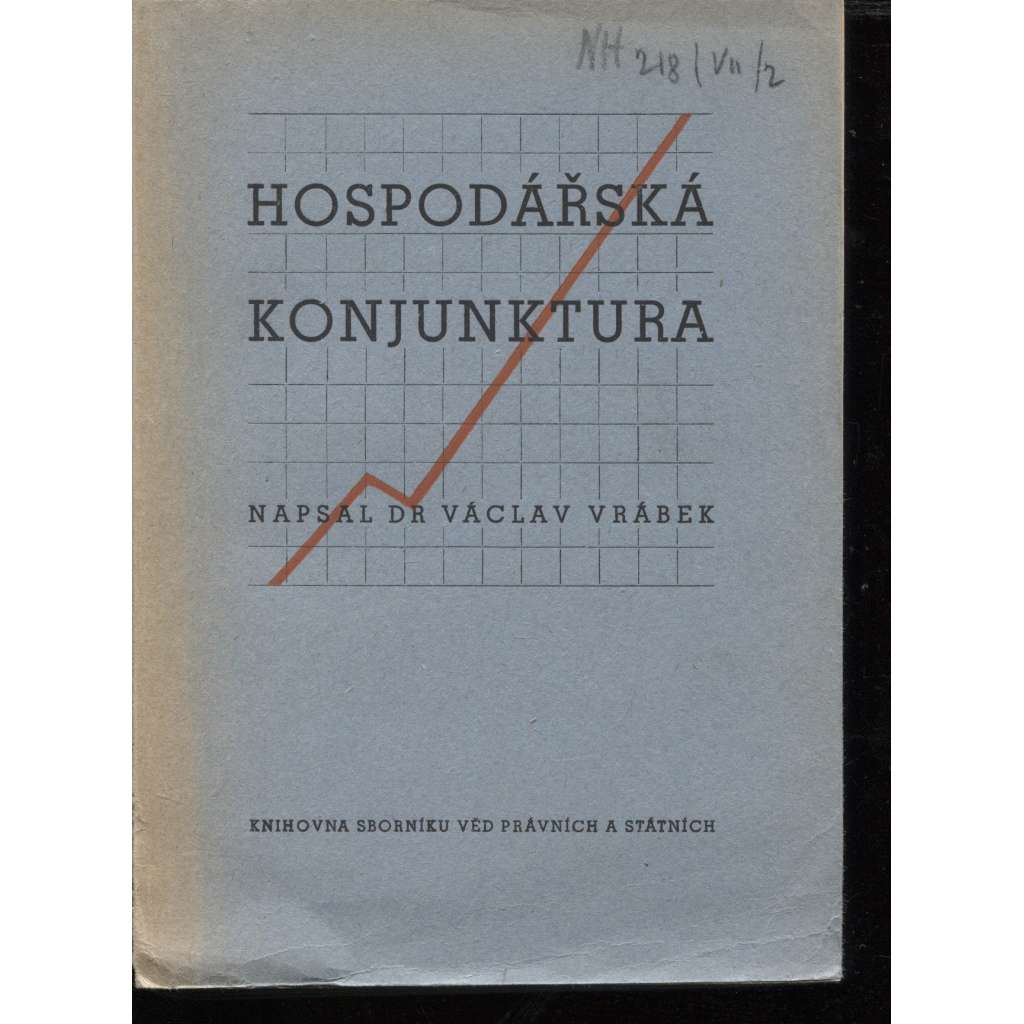 NH 218/VII/2
HOSPODÁŘSKÁ
KONJUNKTURA
NAPSAL DR VÁCLAV VRÁBEK
KNIHOVNA SBORNÍKU VĚD PRÁVNÍCH A STÁTNÍCH